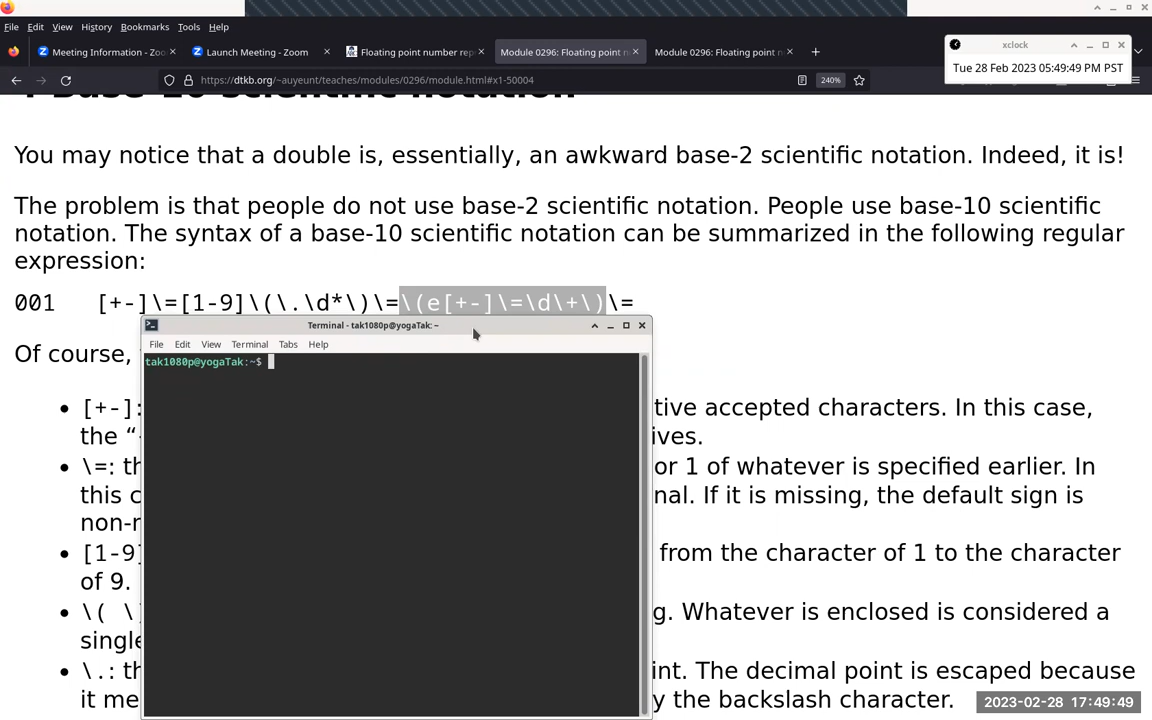 File Edit View History Bookmarks Tools Help
Meeting Information - Zoo
Launch Meeting - Zoom
Floating point number rep
Module 0296: Floating point n
Module 0296: Floating point n
xclock
Tue 28 Feb 2023 05:49:49 PM PST
https://dtkb.org/~auyeunt/teaches/modules/0296/module.html#x1-50004
240%
You may notice that a double is, essentially, an awkward base-2 scientific notation. Indeed, it is!
The problem is that people do not use base-2 scientific notation. People use base-10 scientific
notation. The syntax of a base-10 scientific notation can be summarized in the following regular
expression:
001 [+-]\=[1-9]\(\.\d*\)\=\(e[+-]\=\d\+\)\=
Terminal - tak1080p@yogaTak: ~
File Edit View Terminal Tabs Help
tak1080p@yogaTak:~$
Of course,
[+-]: tive accepted characters. In this case,
the “ ives.
\=: th or 1 of whatever is specified earlier. In
this c nal. If it is missing, the default sign is
non-r
[1-9] from the character of 1 to the character
of 9.
\( \ g. Whatever is enclosed is considered a
single
\.: th int. The decimal point is escaped because
it me y the backslash character.
2023-02-28 17:49:49